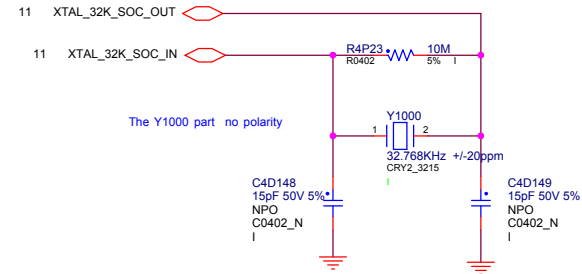 11 XTAL_32K_SOC_OUT
11 XTAL_32K_SOC_IN
R4P23 10M
R0402 5% I
The Y1000 part no polarity
Y1000
1 2
32.768KHz +/-20ppm
CRY2_3215
I
C4D148
15pF 50V 5%
NPO
C0402_N
I
C4D149
15pF 50V 5%
NPO
C0402_N
I